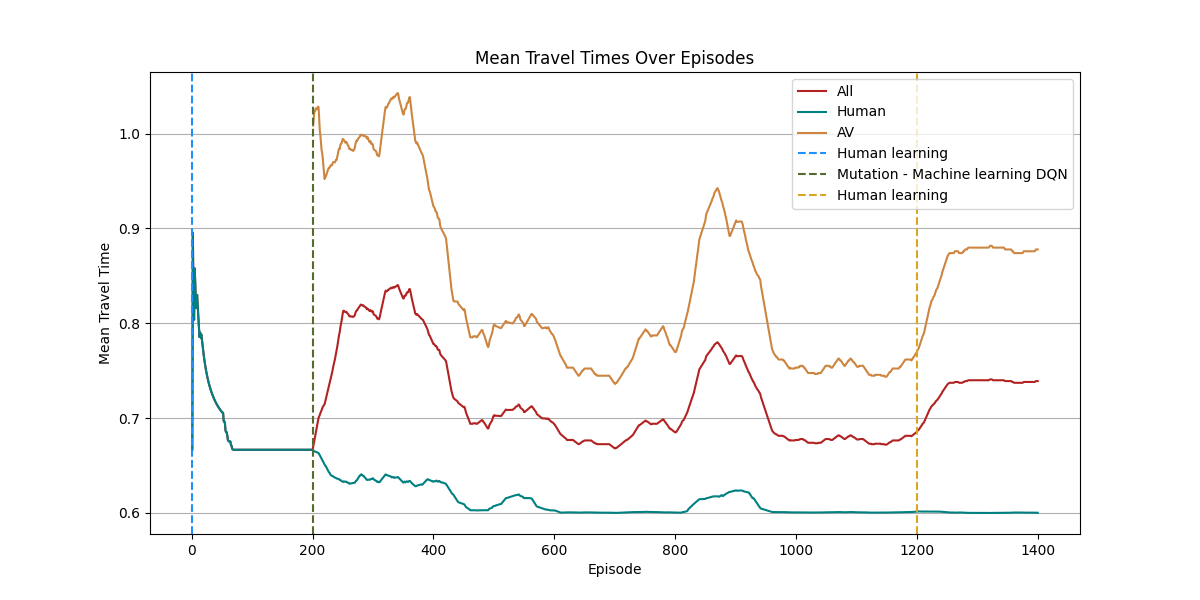 Mean Travel Times Over Episodes
All
Human
AV
Human learning
Mutation - Machine learning DQN
Human learning
Mean Travel Time
1.0
0.9
0.8
0.7
0.6
0
200
400
600
800
1000
1200
1400
Episode